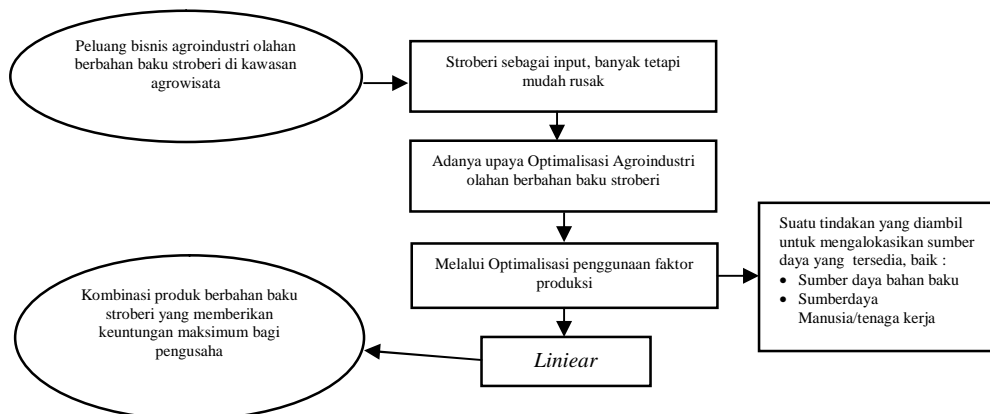 Peluang bisnis agroindustri olahan
berbahan baku stroberi di kawasan
agrowisata
Stroberi sebagai input, banyak tetapi
mudah rusak
Adanya upaya Optimalisasi Agroindustri
olahan berbahan baku stroberi
Melalui Optimalisasi penggunaan faktor
produksi
Suatu tindakan yang diambil
untuk mengalokasikan sumber
daya yang tersedia, baik :
• Sumber daya bahan baku
• Sumberdaya
Manusia/tenaga kerja
Liniear
Kombinasi produk berbahan baku
stroberi yang memberikan
keuntungan maksimum bagi
pengusaha